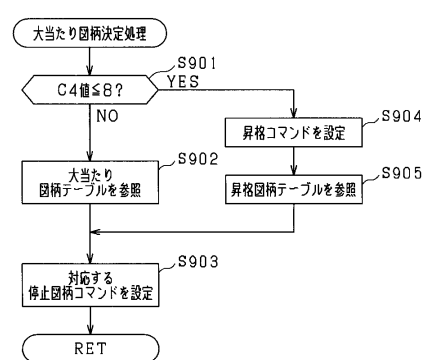 大当たり図柄決定処理
S901
C4値≦8?
YES
NO
S904
昇格コマンドを設定
S902
大当たり
図柄テーブルを参照
S905
昇格図柄テーブルを参照
S903
対応する
停止図柄コマンドを設定
RET